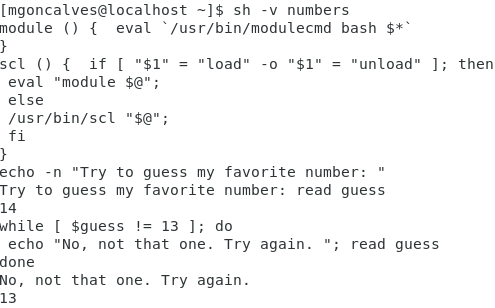 [mgoncalves@localhost ~]$ sh -v numbers
module () {  eval `/usr/bin/modulecmd bash $*`
}
scl () {  if [ "$1" = "load" -o "$1" = "unload" ]; then
 eval "module $@";
 else
 /usr/bin/scl "$@";
 fi
}
echo -n "Try to guess my favorite number: "
Try to guess my favorite number: read guess
14
while [ $guess != 13 ]; do
 echo "No, not that one. Try again. "; read guess
done
No, not that one. Try again.
13